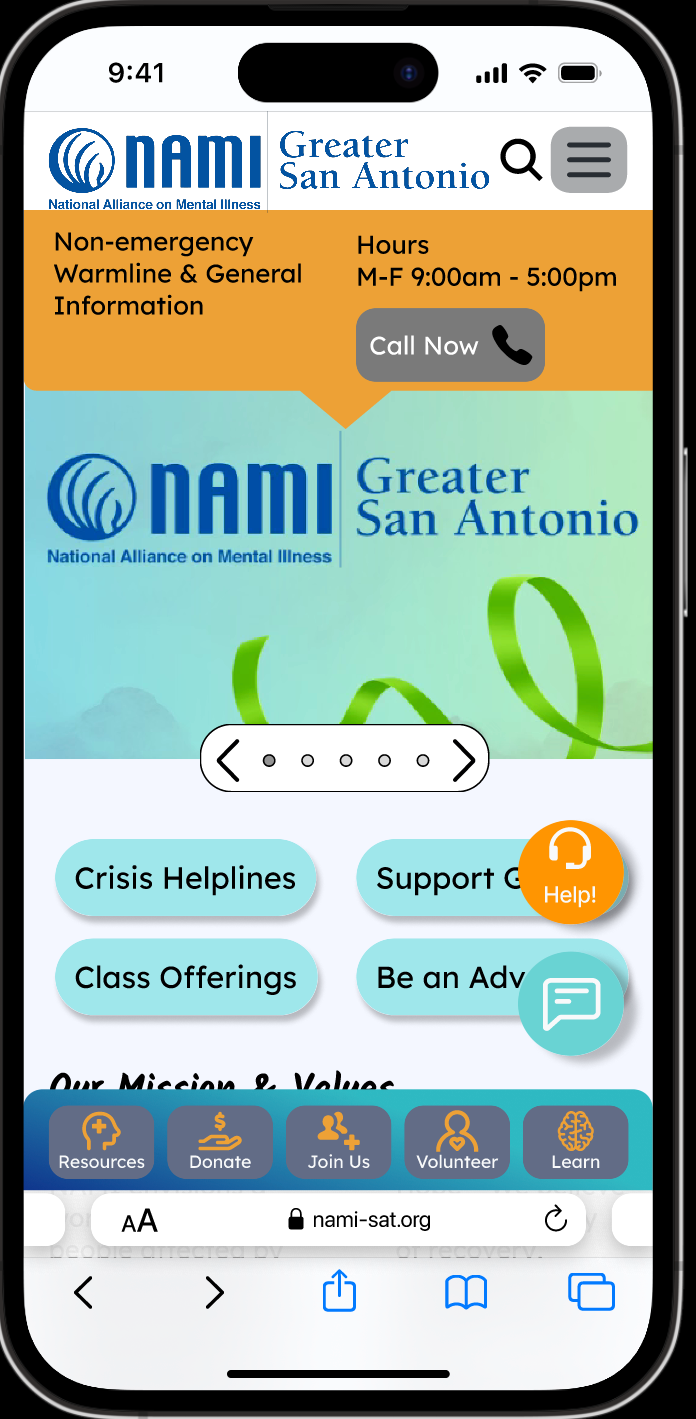 9:41
NAMI
Greater
San Antonio
National Alliance on Mental Illness
Non-emergency
Warmline & General
Information
Hours
M-F 9:00am - 5:00pm
Call Now
NAMI
Greater
San Antonio
National Alliance on Mental Illness
Crisis Helplines
Support G
Help!
Class Offerings
Be an Adv
Our Mission & Values
Resources
Donate
Join Us
Volunteer
Learn
AA
nami-sat.org
people affected by
of recovery.